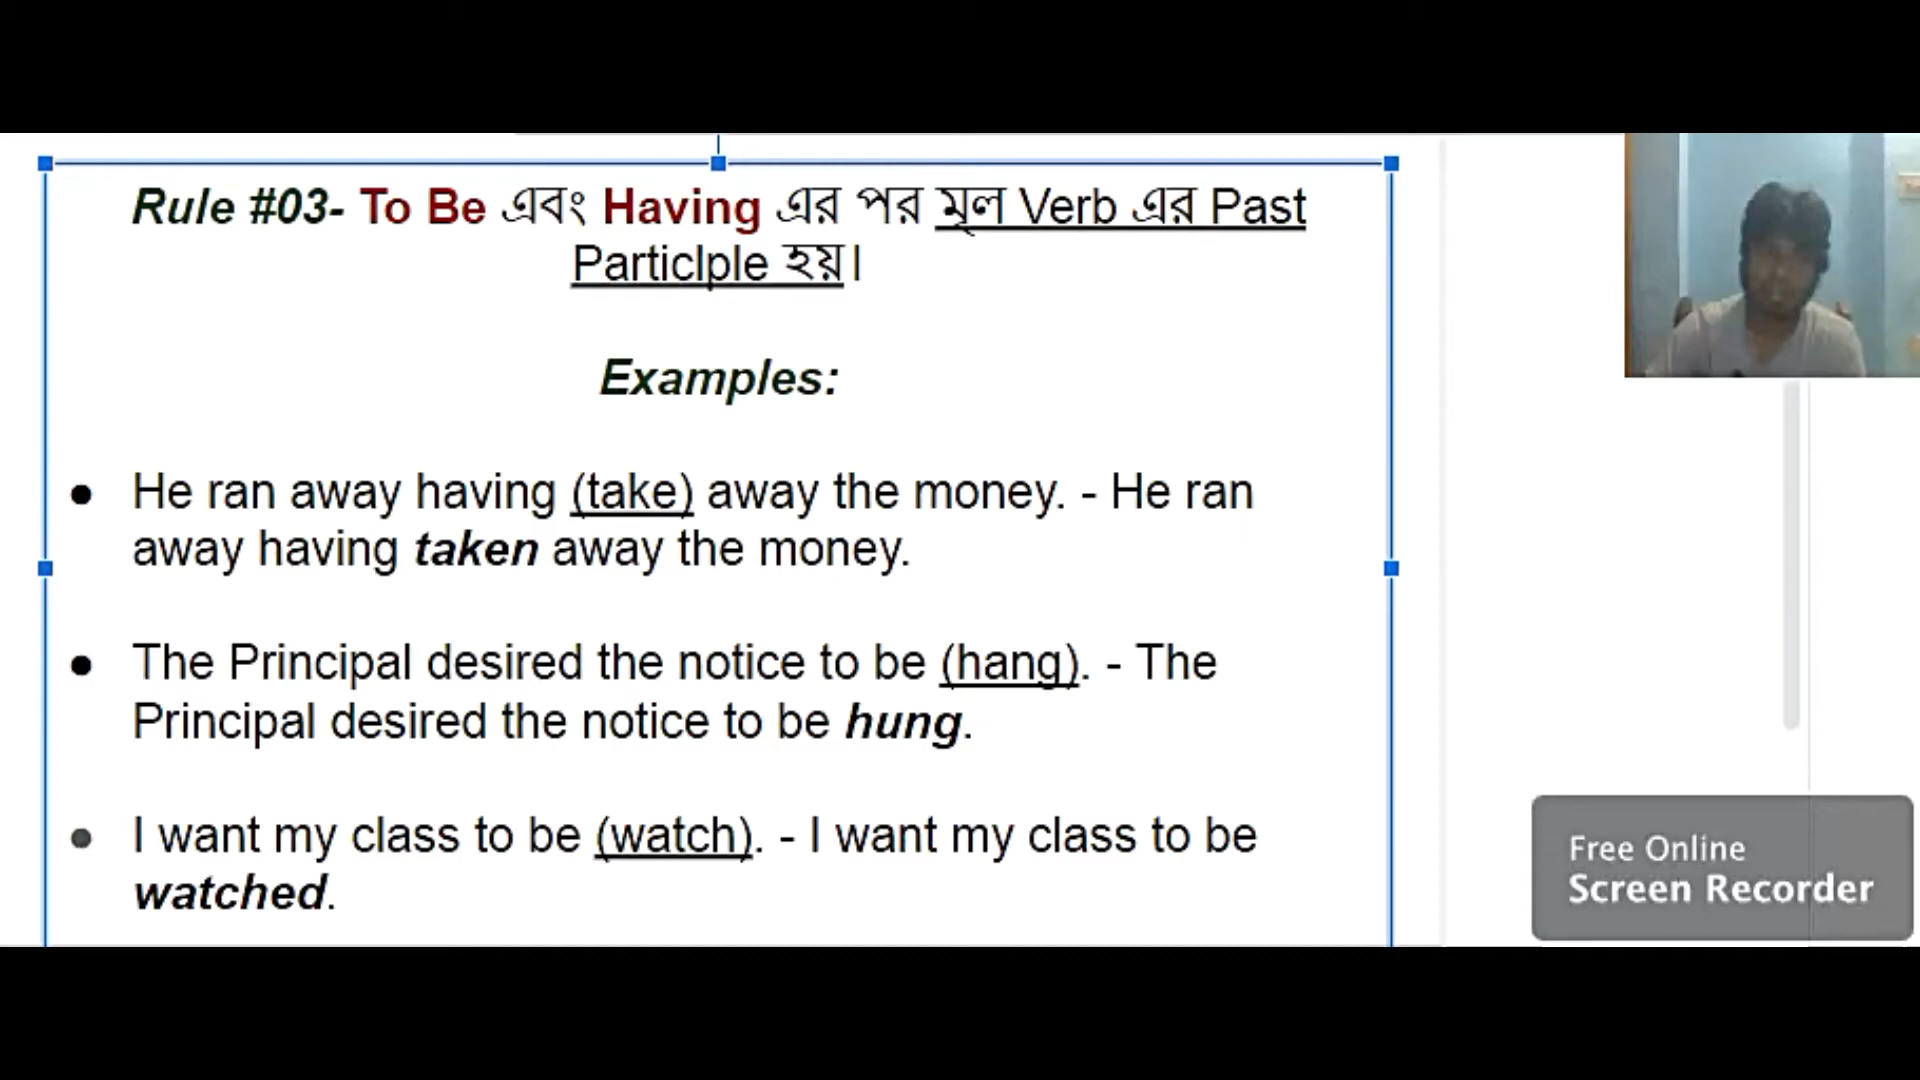 Rule #03- To Be এবং Having এর পর মূল Verb এর Past
Particlple হয়।
Examples:
● He ran away having (take) away the money. - He ran
away having taken away the money.
● The Principal desired the notice to be (hang). - The
Principal desired the notice to be hung.
● I want my class to be (watch). - I want my class to be
watched.
Free Online
Screen Recorder